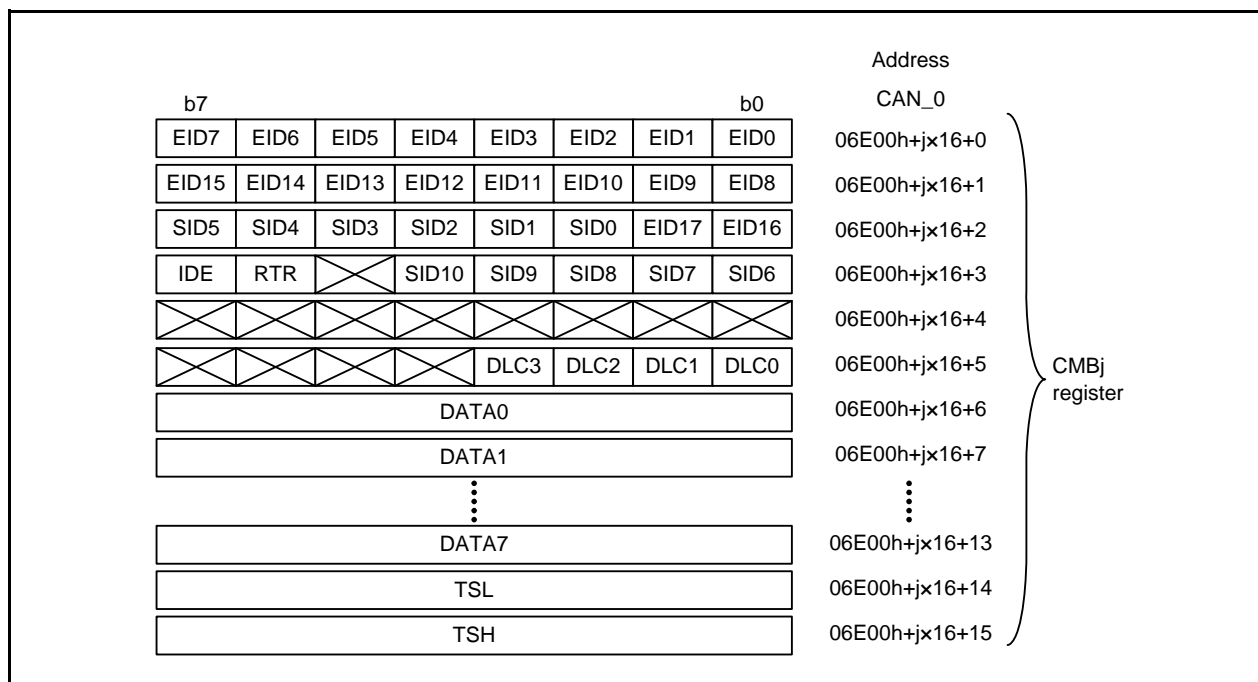 Address
b7 b0 CAN_0
EID7 EID6 EID5 EID4 EID3 EID2 EID1 EID0 06E00h+j×16+0
EID15 EID14 EID13 EID12 EID11 EID10 EID9 EID8 06E00h+j×16+1
SID5 SID4 SID3 SID2 SID1 SID0 EID17 EID16 06E00h+j×16+2
IDE RTR SID10 SID9 SID8 SID7 SID6 06E00h+j×16+3
06E00h+j×16+4
DLC3 DLC2 DLC1 DLC0 06E00h+j×16+5
CMBj
register
DATA0 06E00h+j×16+6
DATA1 06E00h+j×16+7
DATA7 06E00h+j×16+13
TSL 06E00h+j×16+14
TSH 06E00h+j×16+15